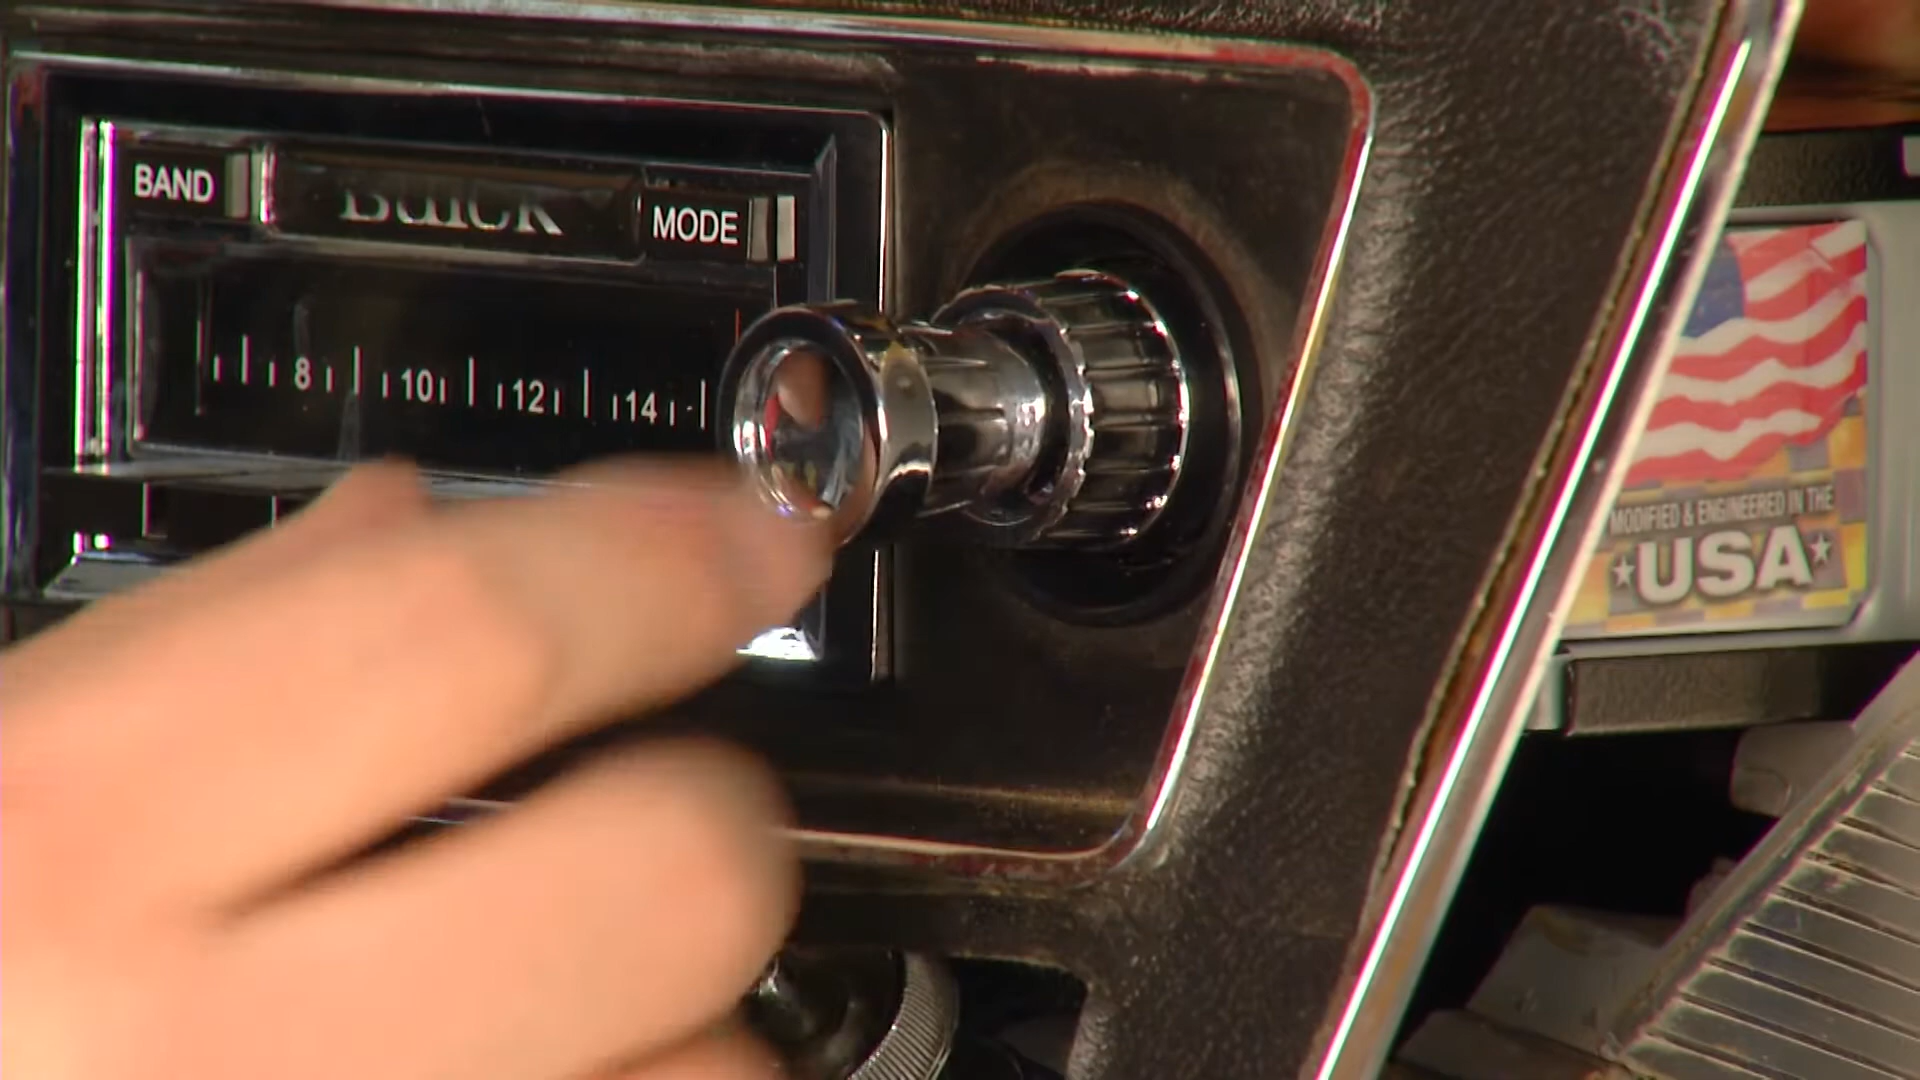 BAND
Buick
MODE
8 10 12 14
MODIFIED & ENGINEERED IN THE
★USA★